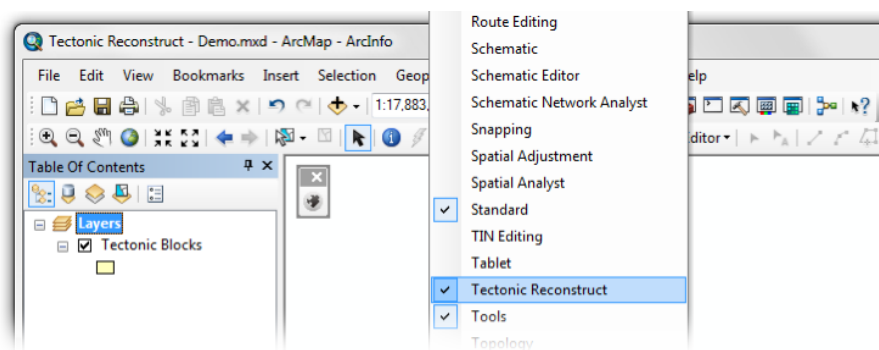 Route Editing
Tectonic Reconstruct - Demo.mxd - ArcMap - ArcInfo
Schematic
File Edit View Bookmarks Insert Selection Geop
Schematic Editor
elp
1:17,883,
Schematic Network Analyst
Snapping
ditor
Table Of Contents
Spatial Adjustment
Spatial Analyst
Standard
Layers
TIN Editing
Tectonic Blocks
Tablet
Tectonic Reconstruct
Tools
Topology